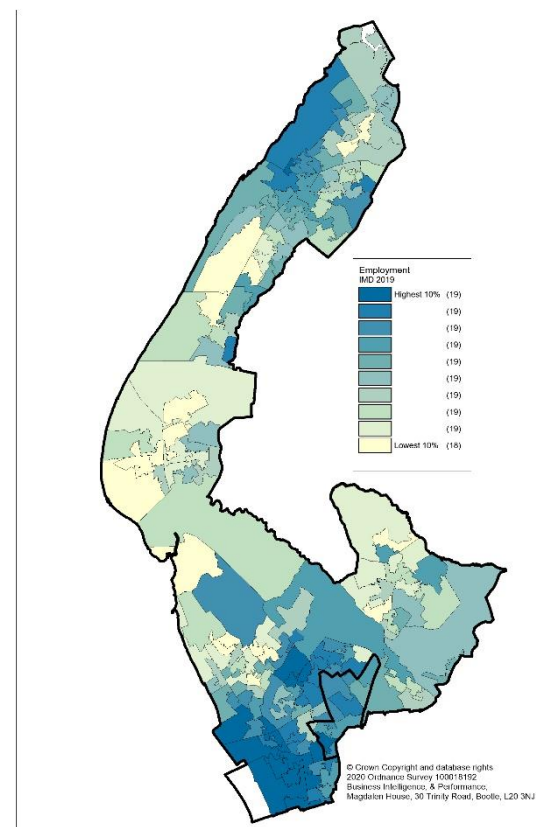 Employment
IMD 2019
Highest 10% (19)
(19)
(19)
(19)
(19)
(19)
(19)
(19)
(19)
Lowest 10% (18)
© Crown Copyright and database rights
2020 Ordnance Survey 100018192
Business Intelligence, & Performance,
Magdalen House, 30 Trinity Road, Bootle, L20 3NJ